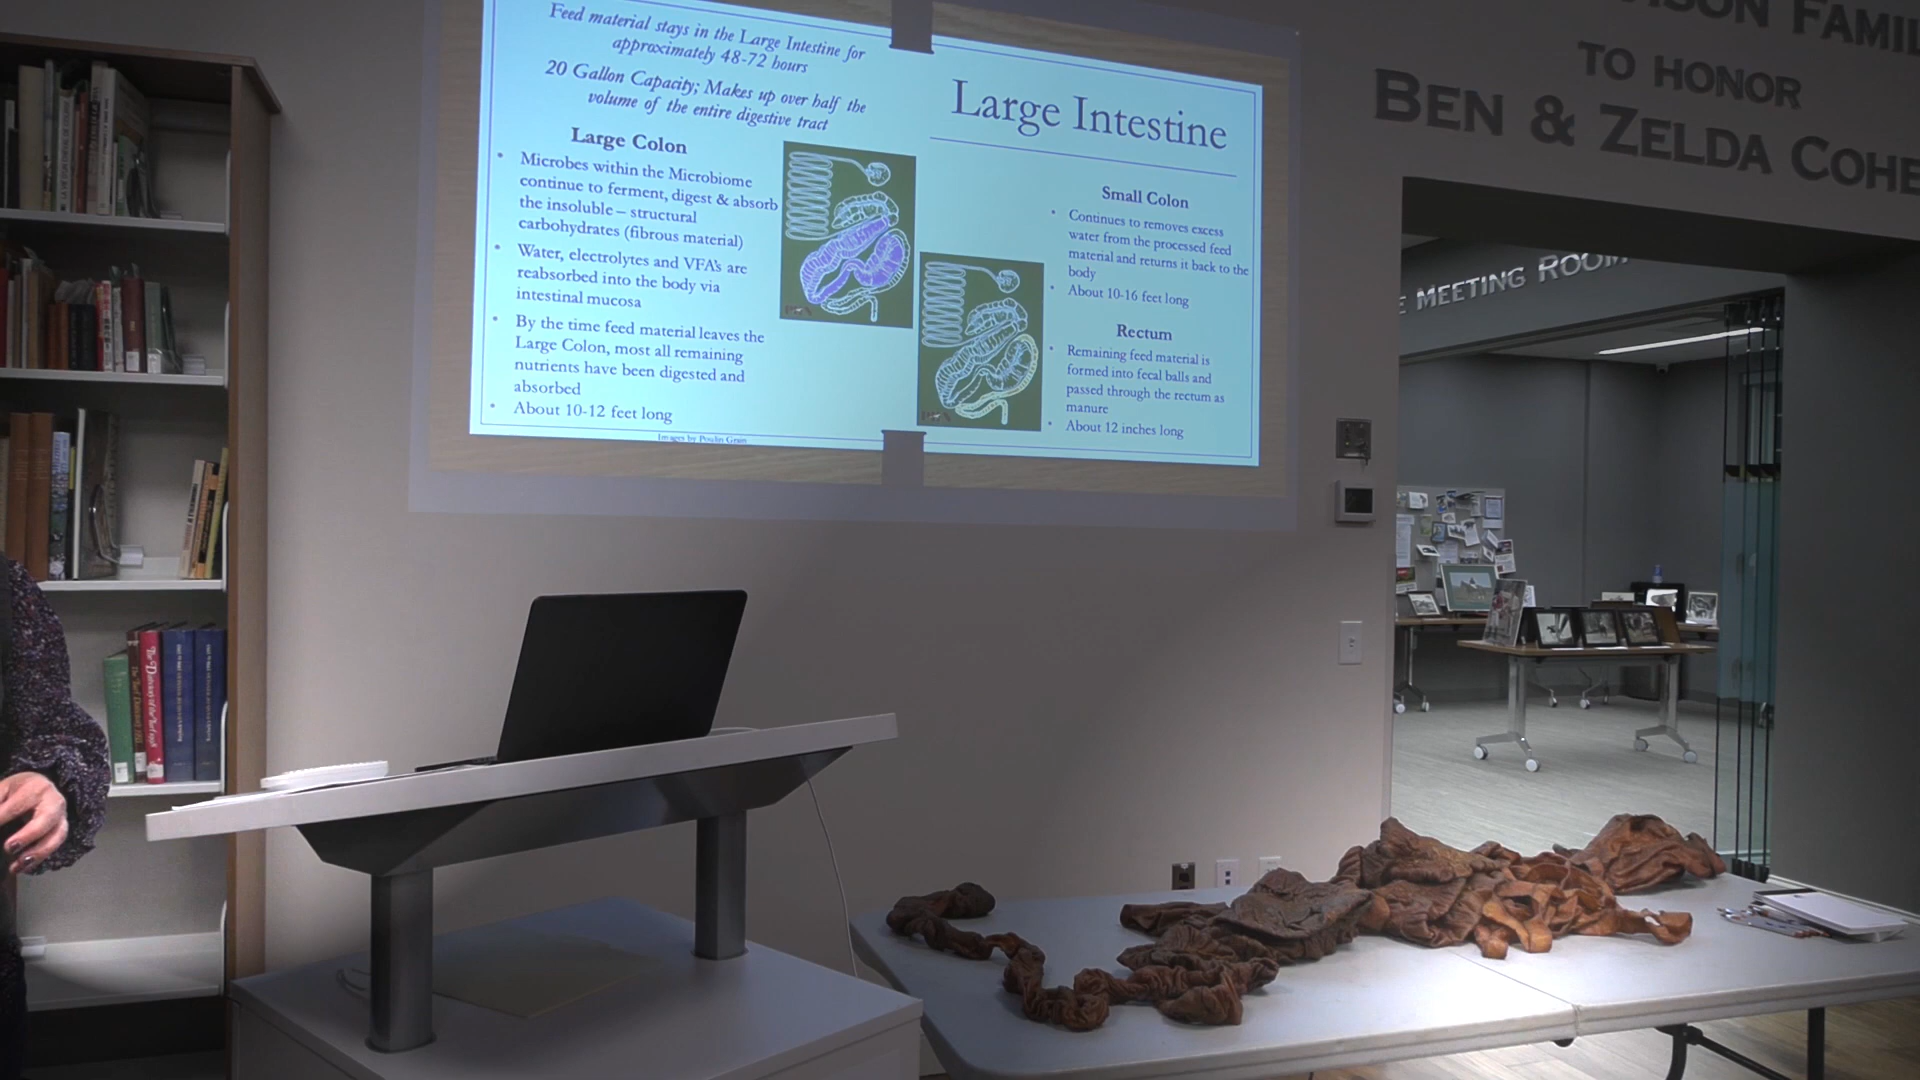 Feed material stays in the Large Intestine for
approximately 48-72 hours
20 Gallon Capacity; Makes up over half the
volume of the entire digestive tract
Large Colon
• Microbes within the Microbiome
continue to ferment, digest & absorb
the insoluble – structural
carbohydrates (fibrous material)
• Water, electrolytes and VFA's are
reabsorbed into the body via
intestinal mucosa
• By the time feed material leaves the
Large Colon, most all remaining
nutrients have been digested and
absorbed
• About 10-12 feet long
Images by Poulin Grain
Large Intestine
Small Colon
• Continues to removes excess
water from the processed feed
material and returns it back to the
body
• About 10-16 feet long
Rectum
• Remaining feed material is
formed into fecal balls and
passed through the rectum as
manure
• About 12 inches long
FAMIL
TO HONOR
BEN & ZELDA COHE
E MEETING ROOM